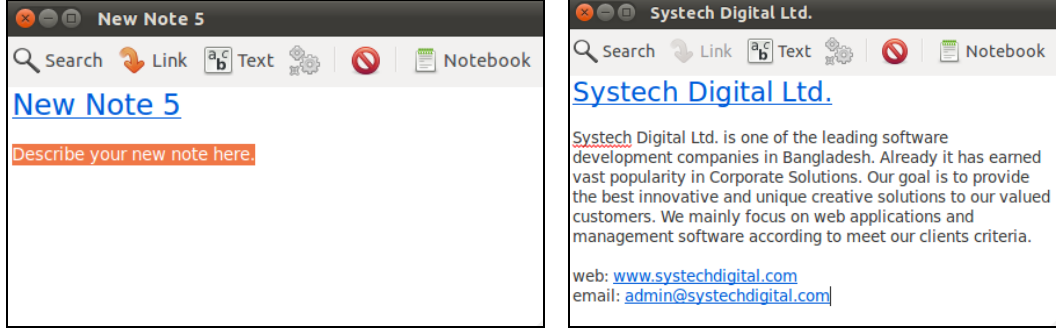 New Note 5
Search Link Text Notebook
New Note 5
Describe your new note here.
Systech Digital Ltd.
Search Link Text Notebook
Systech Digital Ltd.
Systech Digital Ltd. is one of the leading software
development companies in Bangladesh. Already it has earned
vast popularity in Corporate Solutions. Our goal is to provide
the best innovative and unique creative solutions to our valued
customers. We mainly focus on web applications and
management software according to meet our clients criteria.
web: www.systechdigital.com
email: admin@systechdigital.com